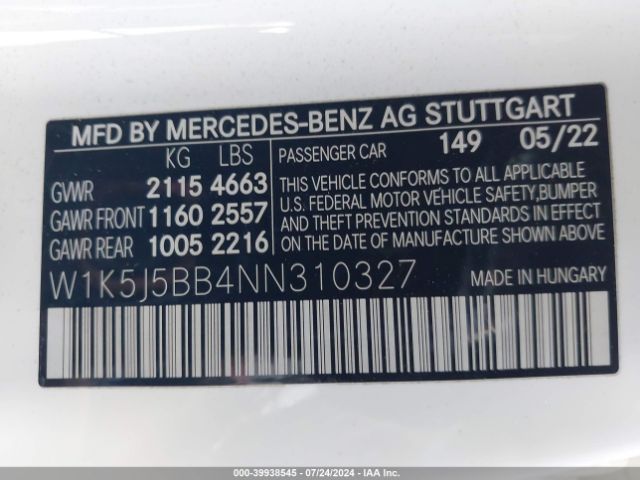 MFD BY MERCEDES-BENZ AG STUTTGART
KG LBS PASSENGER CAR 149 05/22
GVWR 2115 4663
GAWR FRONT 1160 2557
GAWR REAR 1005 2216
THIS VEHICLE CONFORMS TO ALL APPLICABLE
U.S. FEDERAL MOTOR VEHICLE SAFETY, BUMPER
AND THEFT PREVENTION STANDARDS IN EFFECT
ON THE DATE OF MANUFACTURE SHOWN ABOVE.
W1K5J5BB4NN310327 MADE IN HUNGARY
000-39938545 - 07/24/2024 - IAA Inc.